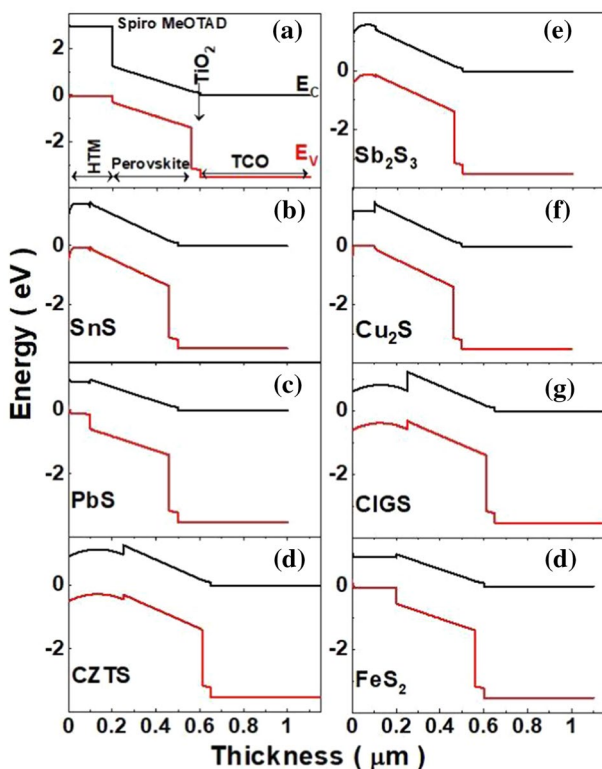 Spiro MeOTAD
(a)
TiO2
EC
EV
HTM
Perovskite
TCO
2
0
-2
(e)
Sb2S3
0
-2
(b)
SnS
0
-2
(f)
Cu2S
0
-2
(c)
PbS
0
-2
(g)
CIGS
0
-2
(d)
CZTS
0
-2
0 0.2 0.4 0.6 0.8 1
(d)
FeS2
0
-2
0 0.2 0.4 0.6 0.8 1
Energy ( eV)
Thickness ( μm)